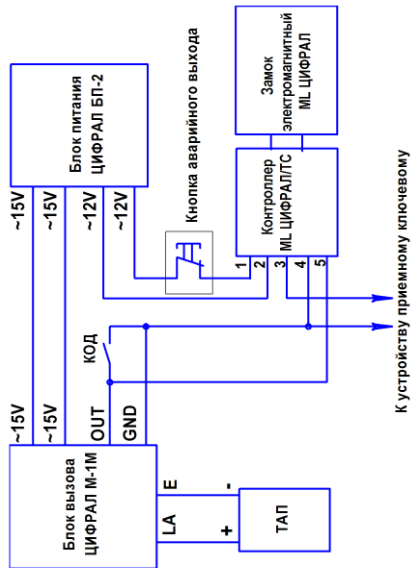 Блок вызова
ЦИФРАЛ М-1М
~15V
~15V
OUT
GND
LA
E
+
-
ТАП
КОД
~15V
~15V
~12V
~12V
Блок питания
ЦИФРАЛ БП-2
Кнопка аварийного выхода
1
2
3
4
5
Контроллер
ML ЦИФРАЛ/ТС
Замок
электромагнитный
ML ЦИФРАЛ
К устройству приемному ключевому